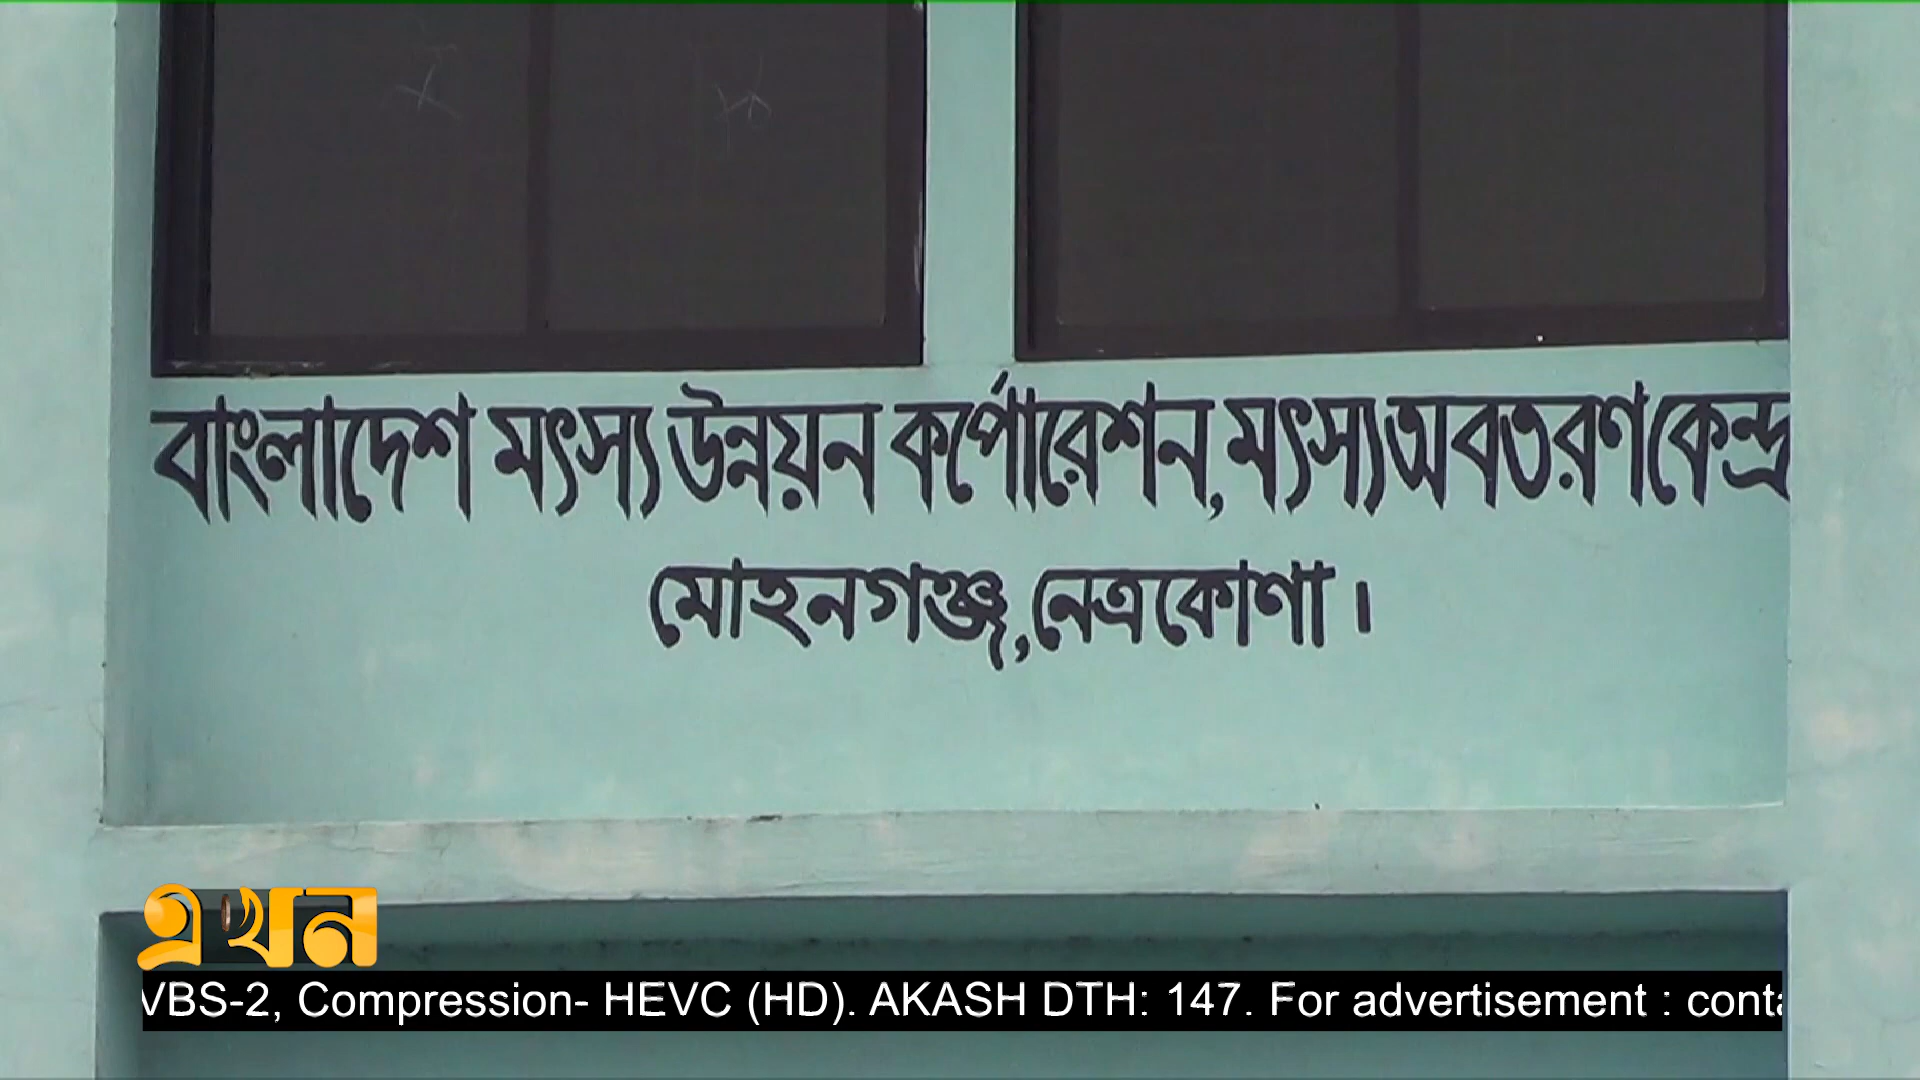 বাংলাদেশ মৎস্য উন্নয়ন কর্পোরেশন, মৎস্য অবতরণ কেন্দ্র
মোহনগঞ্জ, নেত্রকোণা।
এখন
VBS-2, Compression- HEVC (HD). AKASH DTH: 147. For advertisement : conta